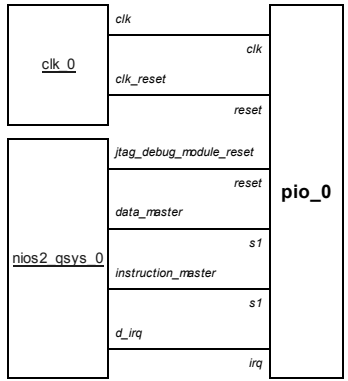 clk
clk
clk_0
clk_reset
reset
jtag_debug_module_reset
reset
pio_0
data_master
s1
nios2_qsys_0
instruction_master
s1
d_irq
irq